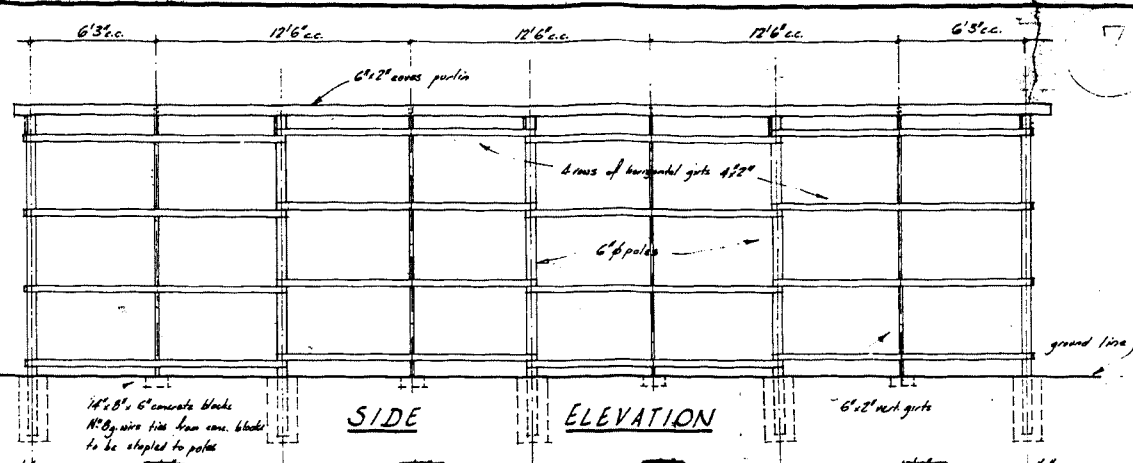 6'3"c.c. 12'6"c.c. 12'6"c.c. 12'6"c.c. 6'3"c.c.
6"x2" eaves purlin
4 rows of horizontal girts 4"x2"
6"ϕ poles
ground line
14"x8"x6" concrete blocks
Nº8g. wire ties from conc. blocks
to be stapled to poles
SIDE ELEVATION
6"x2" vert. girts